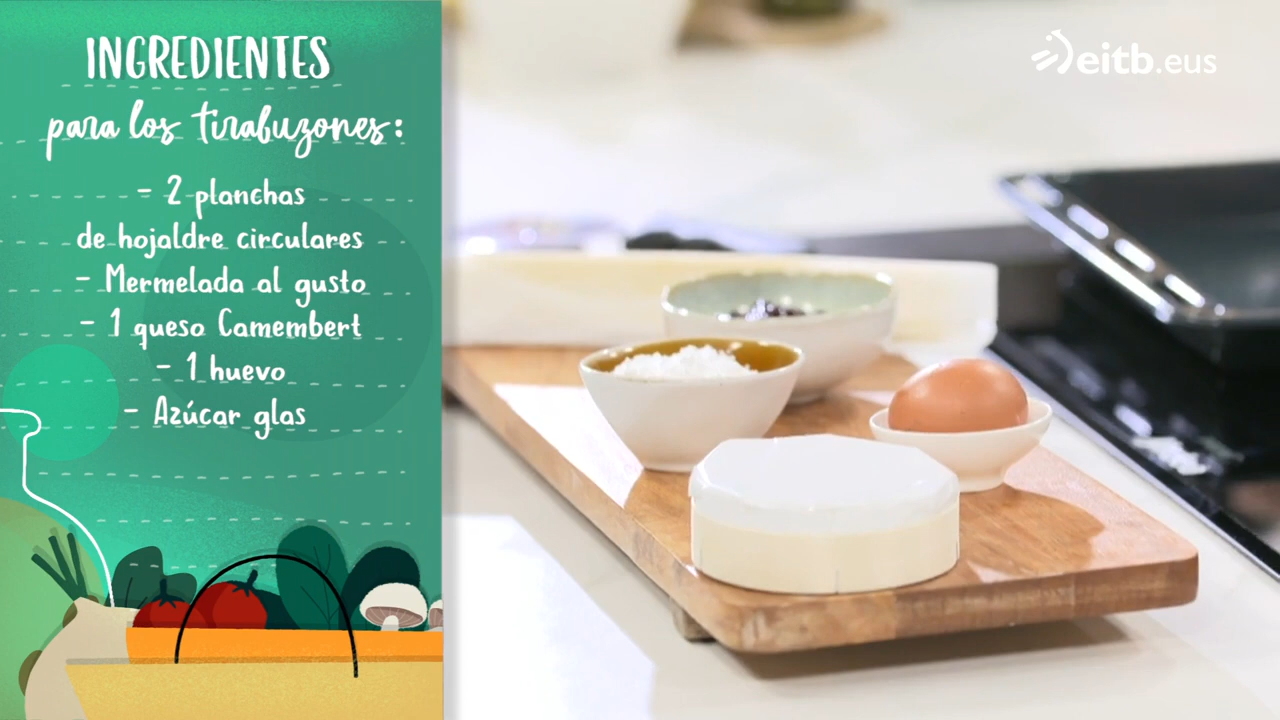 INGREDIENTES
para los tirabuzones:
- 2 planchas
de hojaldre circulares
- Mermelada al gusto
- 1 queso Camembert
- 1 huevo
- Azúcar glas
eitb.eus